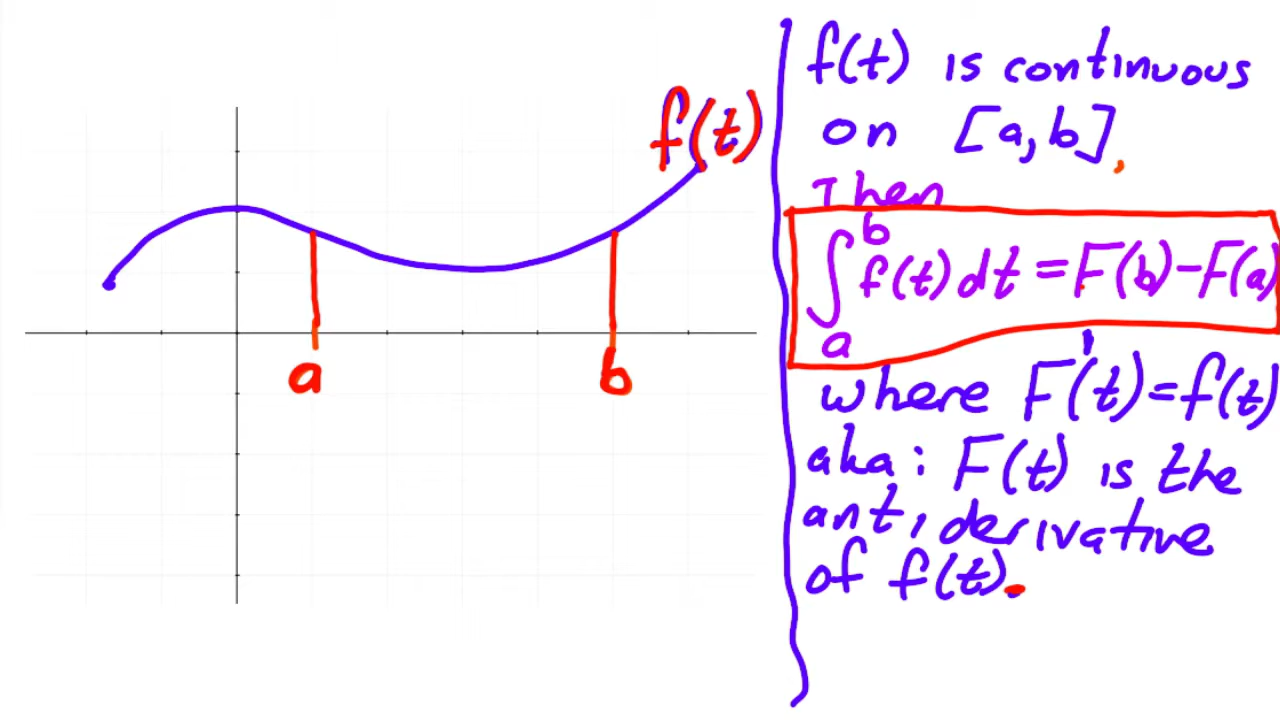 f(t)
a
b
f(t) is continuous
on [a,b],
Then
∫ₐᵇ f(t) dt = F(b) - F(a)
where F'(t) = f(t)
aka: F(t) is the
antiderivative
of f(t).